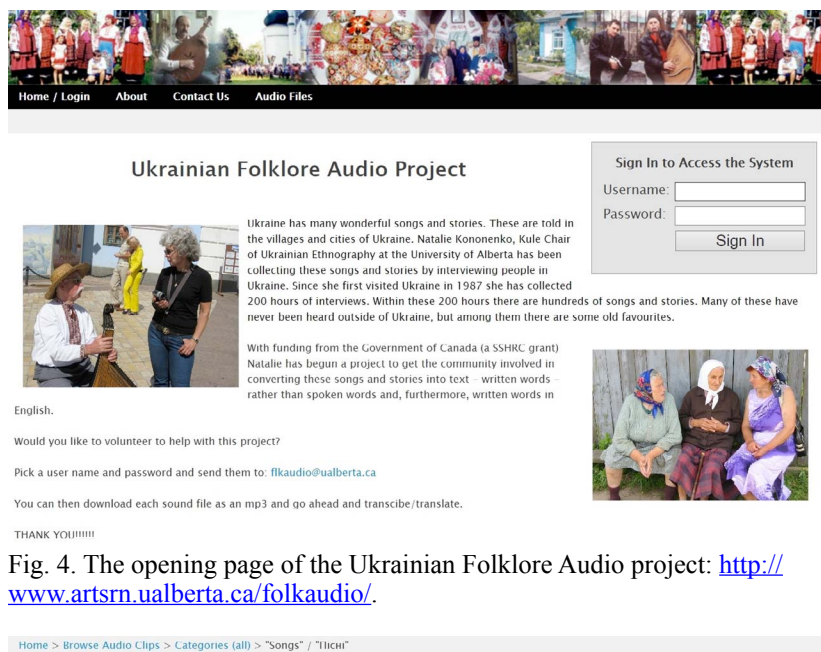 Home / Login About Contact Us Audio Files
Ukrainian Folklore Audio Project
Sign In to Access the System
Username:
Password:
Sign In
Ukraine has many wonderful songs and stories. These are told in
the villages and cities of Ukraine. Natalie Kononenko, Kule Chair
of Ukrainian Ethnography at the University of Alberta has been
collecting these songs and stories by interviewing people in
Ukraine. Since she first visited Ukraine in 1987 she has collected
200 hours of interviews. Within these 200 hours there are hundreds of songs and stories. Many of these have
never been heard outside of Ukraine, but among them there are some old favourites.
With funding from the Government of Canada (a SSHRC grant)
Natalie has begun a project to get the community involved in
converting these songs and stories into text - written words -
rather than spoken words and, furthermore, written words in
English.
Would you like to volunteer to help with this project?
Pick a user name and password and send them to: flkaudio@ualberta.ca
You can then download each sound file as an mp3 and go ahead and transcibe/translate.
THANK YOU!!!!!!
Fig. 4. The opening page of the Ukrainian Folklore Audio project: http://
www.artsrn.ualberta.ca/folkaudio/.
Home > Browse Audio Clips > Categories (all) > "Songs" / "Пісні"